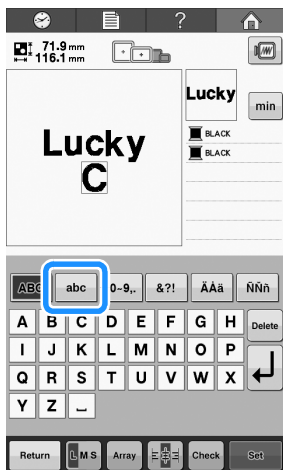 ?
71.9 mm
116.1 mm
Lucky
min
BLACK
BLACK
Lucky
C
ABC abc 0~9,. &?! ÄÅä ÑÑñ
A B C D E F G H Delete
I J K L M N O P
Q R S T U V W X
Y Z
Return L M S Array Check Set